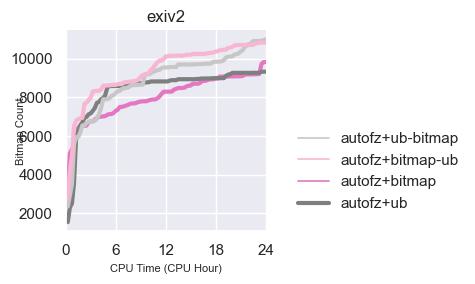 exiv2
10000
8000
6000
4000
2000
Bitmap Count
0 6 12 18 24
CPU Time (CPU Hour)
autofz+ub-bitmap
autofz+bitmap-ub
autofz+bitmap
autofz+ub